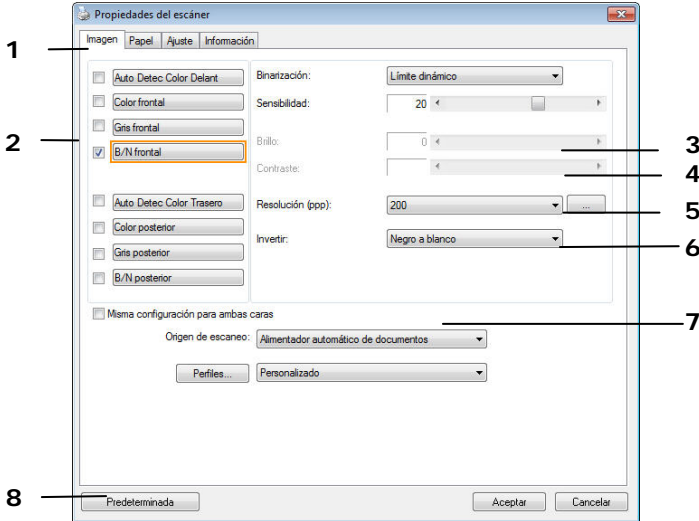 Propiedades del escáner
Imagen Papel Ajuste Información
1
Auto Detec Color Delant
Binarización: Límite dinámico
Color frontal
Sensibilidad: 20
Gris frontal
2
B/N frontal
Brillo: 0
3
Contraste:
4
Auto Detec Color Trasero
Resolución (ppp): 200 ...
5
Color posterior
Invertir: Negro a blanco
6
Gris posterior
B/N posterior
Misma configuración para ambas caras
7
Origen de escaneo: Alimentador automático de documentos
Perfiles... Personalizado
8
Predeterminada Aceptar Cancelar